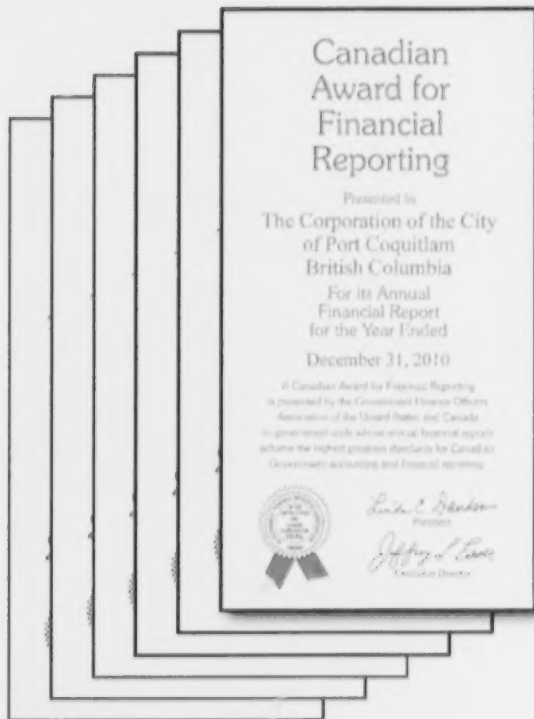 Canadian
Award for
Financial
Reporting
Presented to
The Corporation of the City
of Port Coquitlam
British Columbia
For its Annual
Financial Report
for the Year Ended
December 31, 2010
A Canadian Award for Financial Reporting
is presented by the Government Finance Officers
Association of the United States and Canada
to government units whose annual financial reports
achieve the highest program standards for Canadian
Government accounting and financial reporting.
President
Executive Director